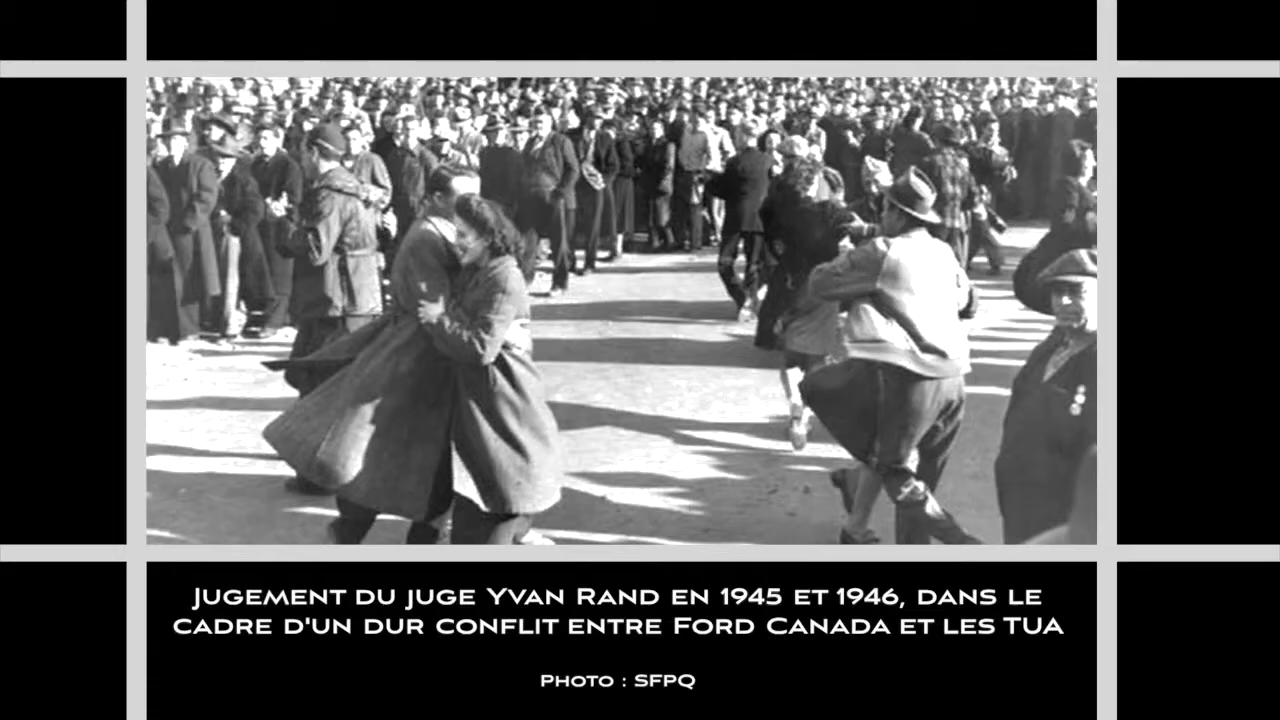 Jugement du juge Yvan Rand en 1945 et 1946, dans le
cadre d'un dur conflit entre Ford Canada et les TUA
Photo : SFPQ